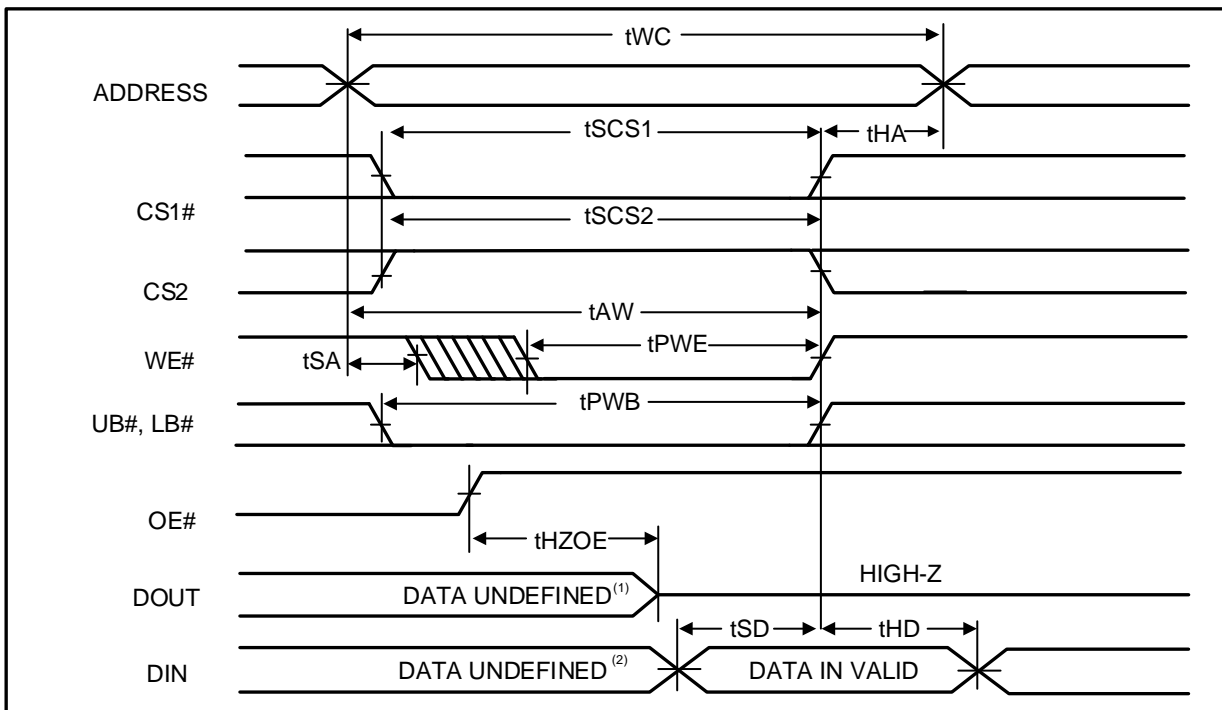 tWC
ADDRESS
tSCS1
tHA
CS1#
tSCS2
CS2
tAW
WE#
tSA
tPWE
UB#, LB#
tPWB
OE#
tHZOE
DOUT
DATA UNDEFINED(1)
HIGH-Z
tSD
tHD
DIN
DATA UNDEFINED (2)
DATA IN VALID